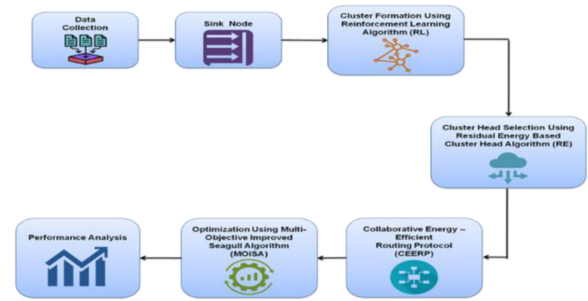 Data
Collection
Sink Node
Cluster Formation Using
Reinforcement Learning
Algorithm (RL)
Cluster Head Selection Using
Residual Energy Based
Cluster Head Algorithm (RE)
Collaborative Energy –
Efficient
Routing Protocol
(CEERP)
Optimization Using Multi-
Objective Improved
Seagull Algorithm
(MOISA)
Performance Analysis